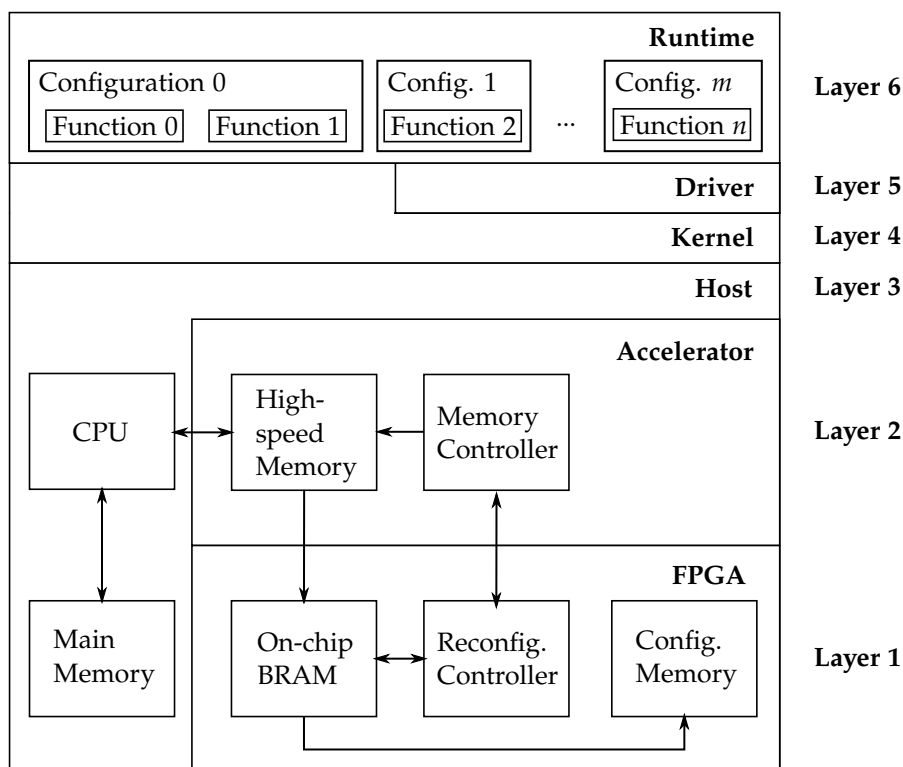 Runtime
Layer 6
Configuration 0
Function 0
Function 1
Config. 1
Function 2
...
Config. m
Function n
Driver
Layer 5
Kernel
Layer 4
Host
Layer 3
Accelerator
Layer 2
CPU
High-
speed
Memory
Memory
Controller
FPGA
Layer 1
Main
Memory
On-chip
BRAM
Reconfig.
Controller
Config.
Memory